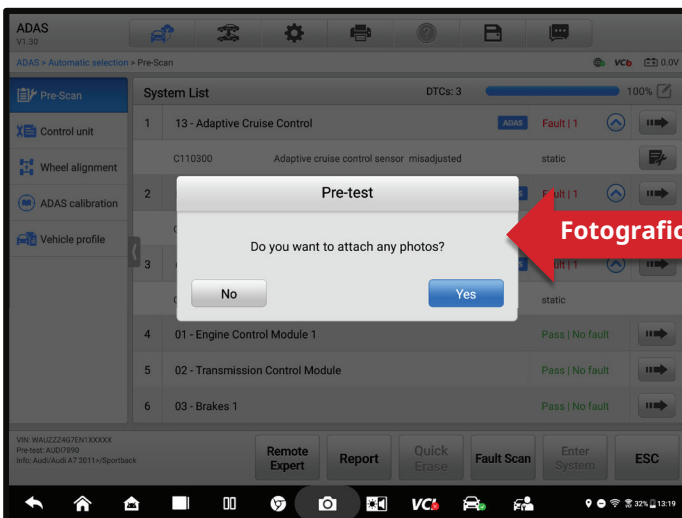 ADAS
V1.30
ADAS > Automatic selection > Pre-Scan
VCb 0.0V
Pre-Scan
Control unit
Wheel alignment
ADAS calibration
Vehicle profile
System List DTCs: 3 100%
1 13 - Adaptive Cruise Control ADAS Fault | 1
C110300 Adaptive cruise control sensor misadjusted static
2
3
static
4 01 - Engine Control Module 1 Pass | No fault
5 02 - Transmission Control Module Pass | No fault
6 03 - Brakes 1 Pass | No fault
Pre-test
Do you want to attach any photos?
No Yes
Fotografic
VIN: WAUZZZ4G7EN1XXXXX
Pre-test: AUDI7890
Info: Audi/Audi A7 2011>/Sportback
Remote Expert
Report
Quick Erase
Fault Scan
Enter System
ESC
VCI
32% 13:19